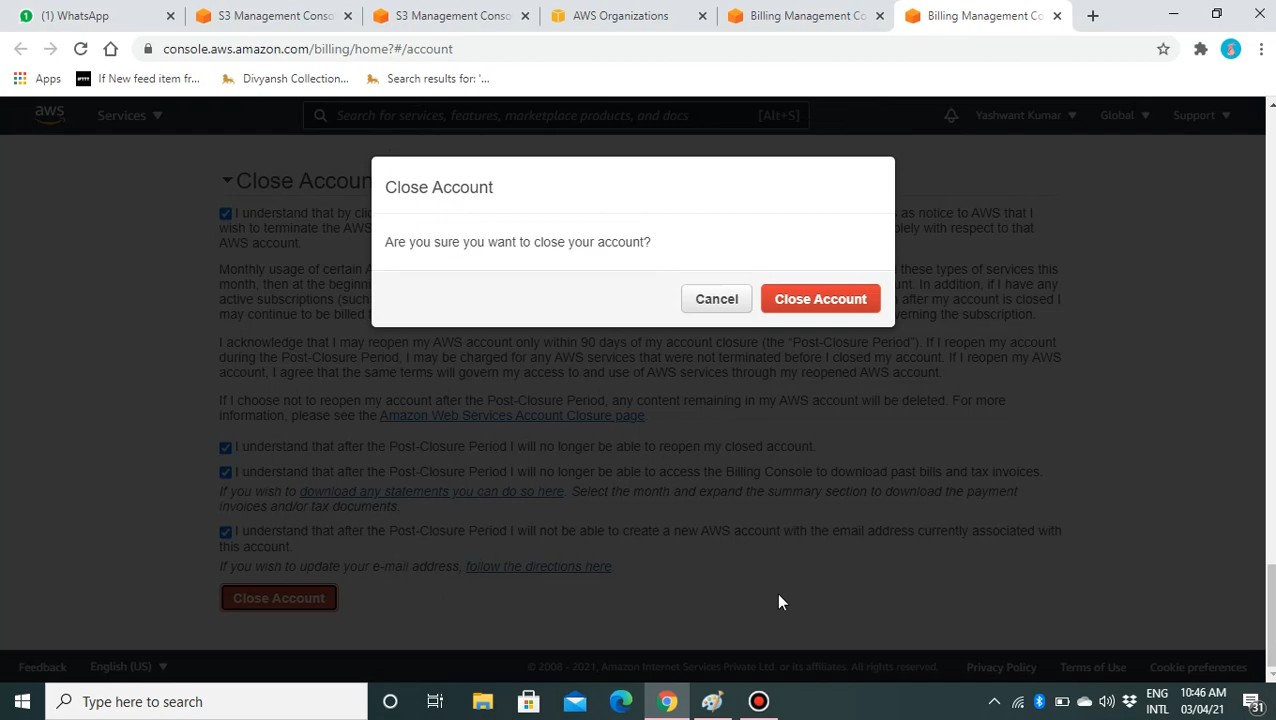 (1) WhatsApp
S3 Management Conso
S3 Management Conso
AWS Organizations
Billing Management Co
Billing Management Co
console.aws.amazon.com/billing/home?#/account
Apps
If New feed item fr...
Divyansh Collection...
Search results for: '...
aws
Services
Search for services, features, marketplace products, and docs
[Alt+S]
Yashwant Kumar
Global
Support
Close Accoun
Close Account
Are you sure you want to close your account?
Cancel
Close Account
I understand that by clic
as notice to AWS that I
wish to terminate the AWS
olely with respect to that
AWS account.
Monthly usage of certain A
these types of services this
month, then at the beginni
unt. In addition, if I have any
active subscriptions (such
after my account is closed I
may continue to be billed
verning the subscription.
I acknowledge that I may reopen my AWS account only within 90 days of my account closure (the “Post-Closure Period”). If I reopen my account
during the Post-Closure Period, I may be charged for any AWS services that were not terminated before I closed my account. If I reopen my AWS
account, I agree that the same terms will govern my access to and use of AWS services through my reopened AWS account.
If I choose not to reopen my account after the Post-Closure Period, any content remaining in my AWS account will be deleted. For more
information, please see the Amazon Web Services Account Closure page.
I understand that after the Post-Closure Period I will no longer be able to reopen my closed account.
I understand that after the Post-Closure Period I will no longer be able to access the Billing Console to download past bills and tax invoices.
If you wish to download any statements you can do so here. Select the month and expand the summary section to download the payment
invoices and/or tax documents.
I understand that after the Post-Closure Period I will not be able to create a new AWS account with the email address currently associated with
this account.
If you wish to update your e-mail address, follow the directions here.
Close Account
Feedback
English (US)
© 2008 - 2021, Amazon Internet Services Private Ltd. or its affiliates. All rights reserved.
Privacy Policy
Terms of Use
Cookie preferences
Type here to search
ENG
INTL
10:46 AM
03/04/21
31